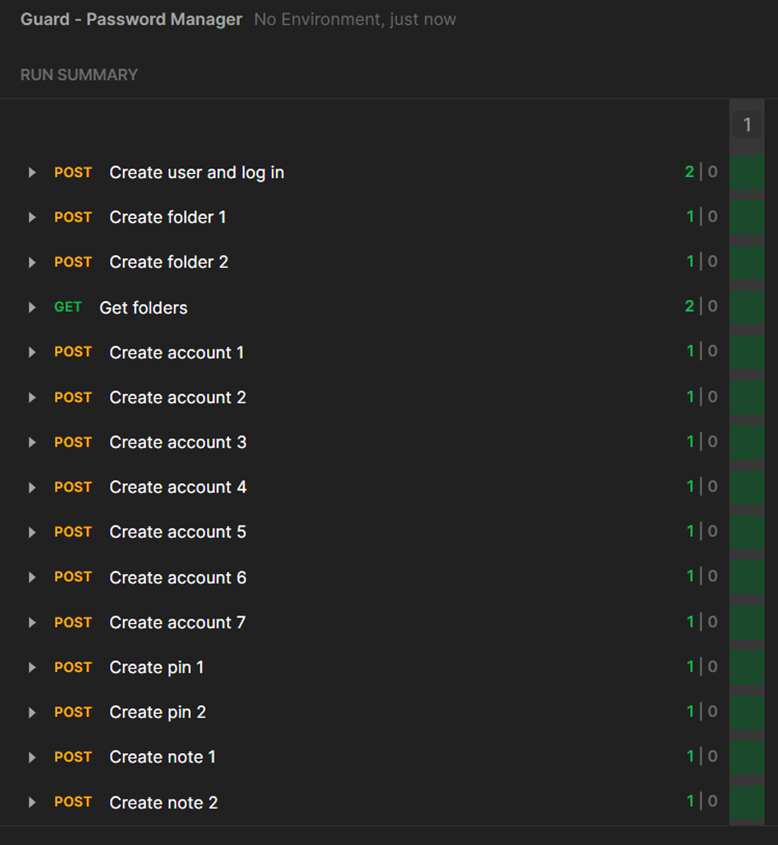 Guard - Password Manager No Environment, just now
RUN SUMMARY
1
POST Create user and log in 2 | 0
POST Create folder 1 1 | 0
POST Create folder 2 1 | 0
GET Get folders 2 | 0
POST Create account 1 1 | 0
POST Create account 2 1 | 0
POST Create account 3 1 | 0
POST Create account 4 1 | 0
POST Create account 5 1 | 0
POST Create account 6 1 | 0
POST Create account 7 1 | 0
POST Create pin 1 1 | 0
POST Create pin 2 1 | 0
POST Create note 1 1 | 0
POST Create note 2 1 | 0